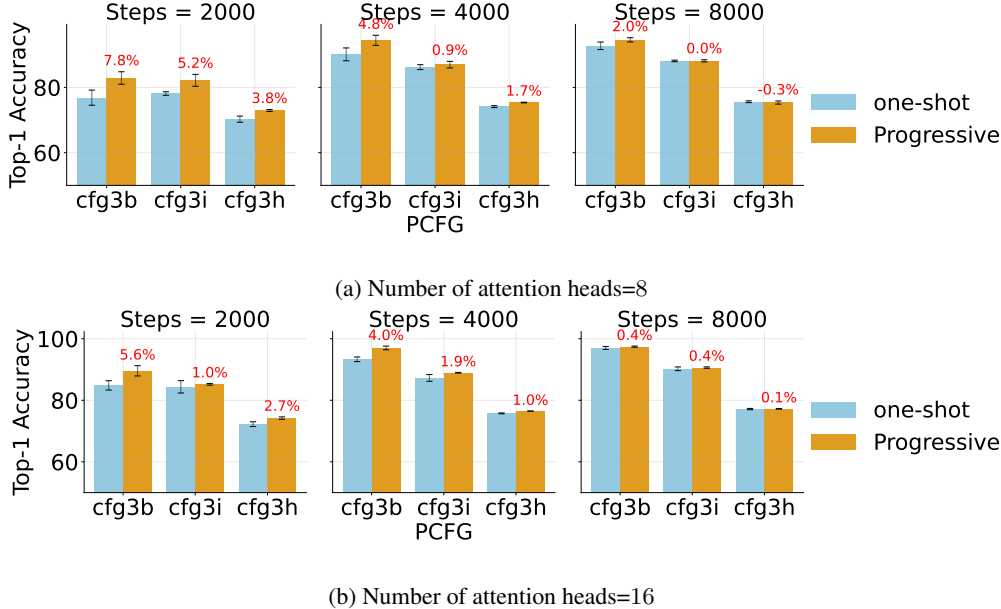 Steps = 2000 Steps = 4000 Steps = 8000
Top-1 Accuracy
80
60
7.8% 5.2% 3.8%
4.8% 0.9% 1.7%
2.0% 0.0% -0.3%
cfg3b cfg3i cfg3h cfg3b cfg3i cfg3h cfg3b cfg3i cfg3h
PCFG
one-shot
Progressive
(a) Number of attention heads=8
Steps = 2000 Steps = 4000 Steps = 8000
Top-1 Accuracy
100
80
60
5.6% 1.0% 2.7%
4.0% 1.9% 1.0%
0.4% 0.4% 0.1%
cfg3b cfg3i cfg3h cfg3b cfg3i cfg3h cfg3b cfg3i cfg3h
PCFG
one-shot
Progressive
(b) Number of attention heads=16